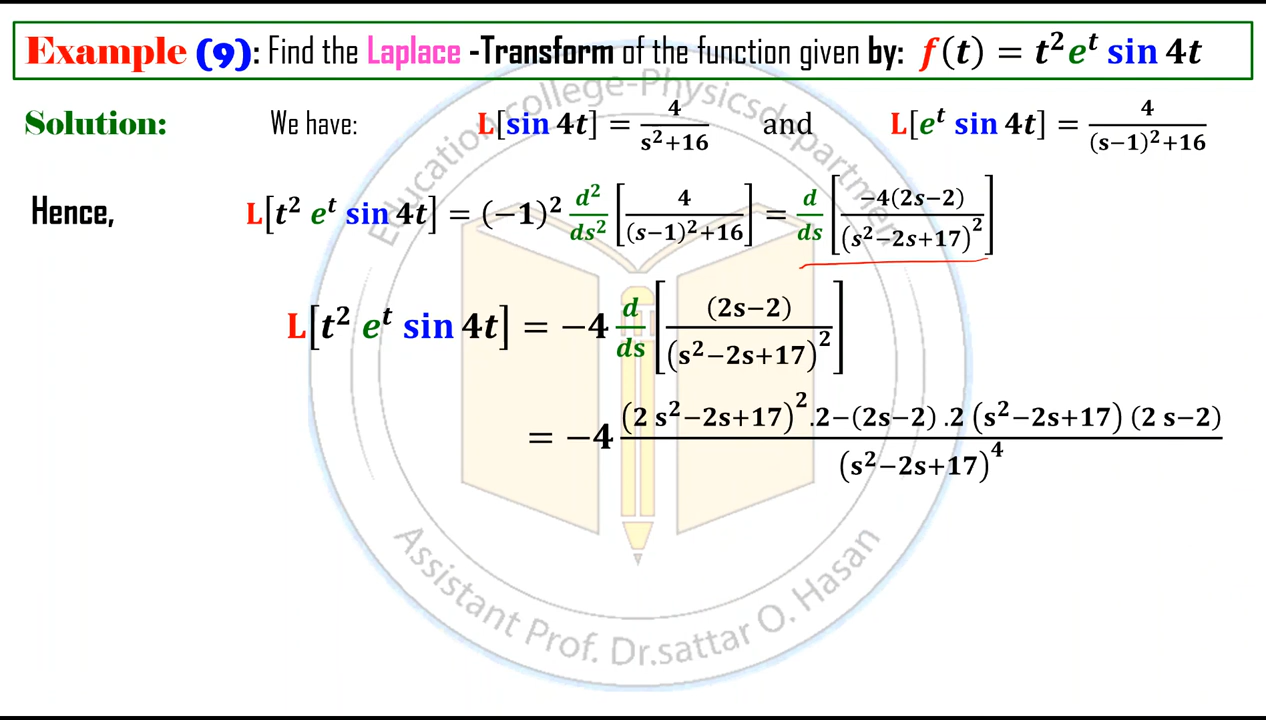 Example (9): Find the Laplace -Transform of the function given by: f(t) = t²eᵗ sin 4t
Solution: We have: L[sin 4t] = 4/(s²+16) and L[eᵗ sin 4t] = 4/((s−1)²+16)
Hence, L[t² eᵗ sin 4t] = (−1)² d²/ds² [4/((s−1)²+16)] = d/ds [−4(2s−2)/(s²−2s+17)²]
L[t² eᵗ sin 4t] = −4 d/ds [(2s−2)/(s²−2s+17)²]
= −4 ((2 s²−2s+17)².2−(2s−2) .2 (s²−2s+17) (2 s−2))/(s²−2s+17)⁴
Education college-Physicsdepartment
Assistant Prof. Dr.sattar O. Hasan